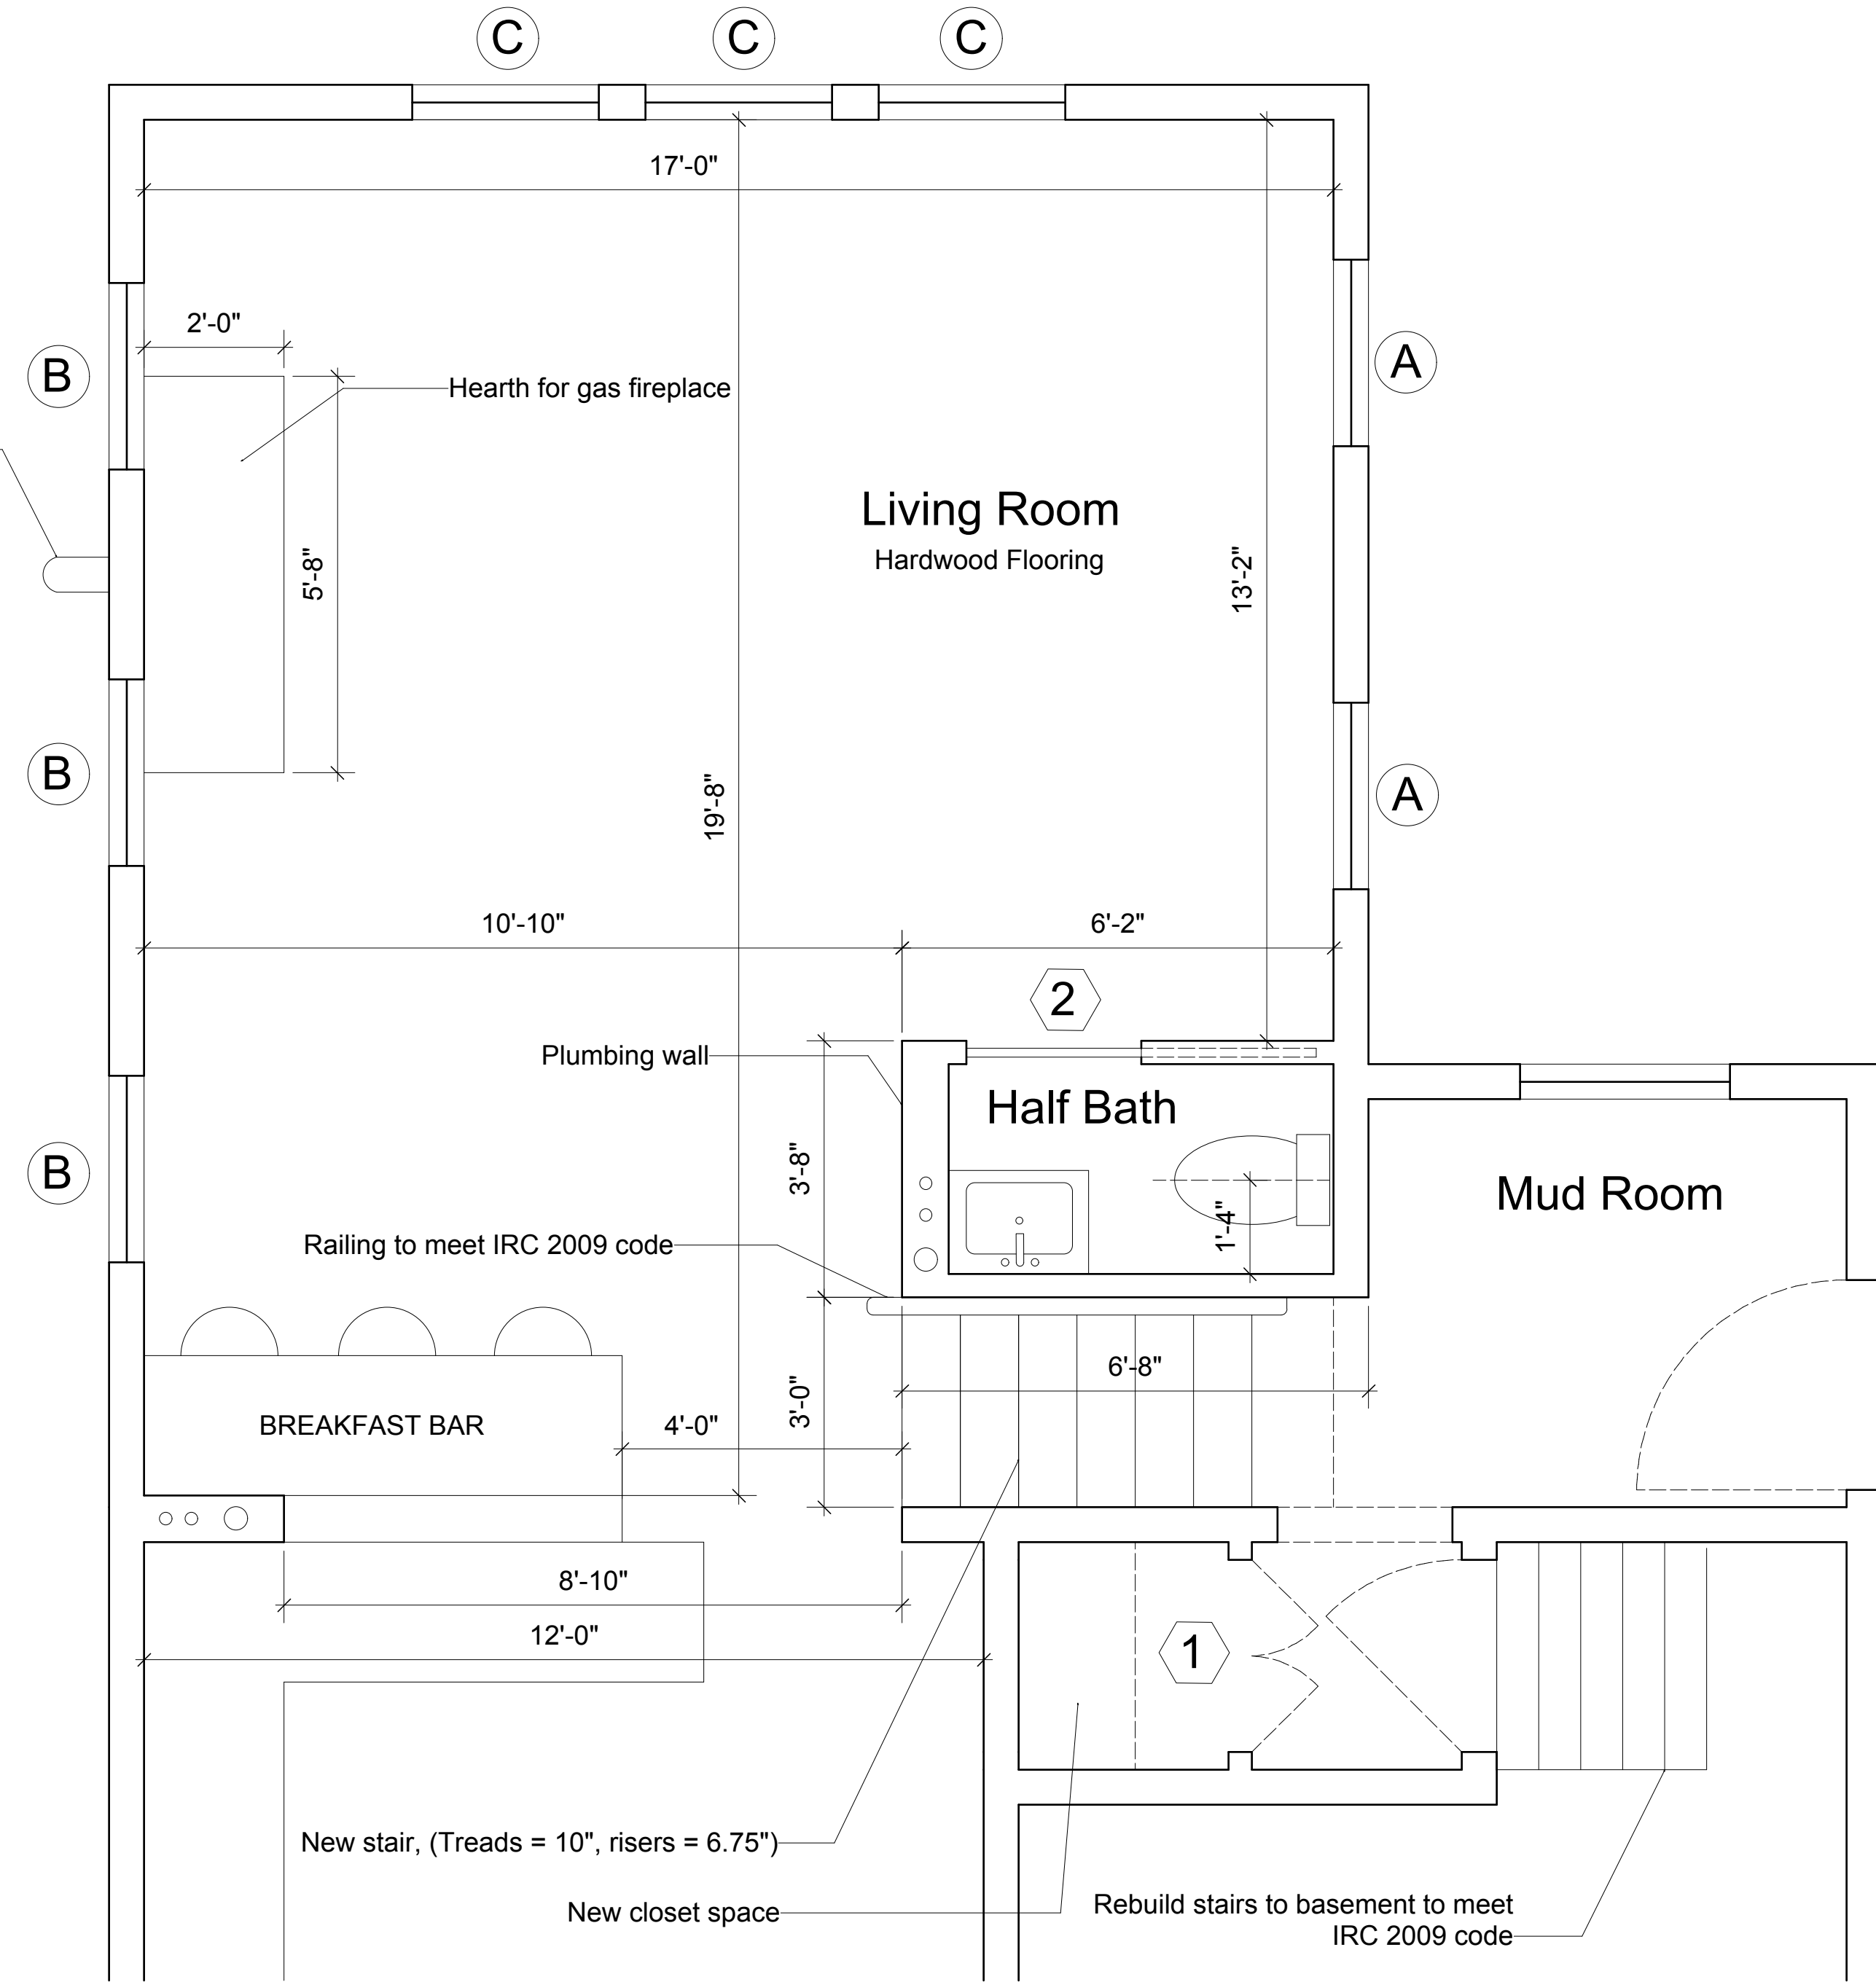 C
C
C
17'-0"
2'-0"
B
Hearth for gas fireplace
A
Living Room
Hardwood Flooring
5'-8"
13'-2"
B
19'-8"
A
10'-10"
6'-2"
2
Plumbing wall
Half Bath
3'-8"
B
1'-4"
Mud Room
Railing to meet IRC 2009 code
6'-8"
3'-0"
BREAKFAST BAR
4'-0"
8'-10"
12'-0"
1
New stair, (Treads = 10", risers = 6.75")
New closet space
Rebuild stairs to basement to meet
IRC 2009 code